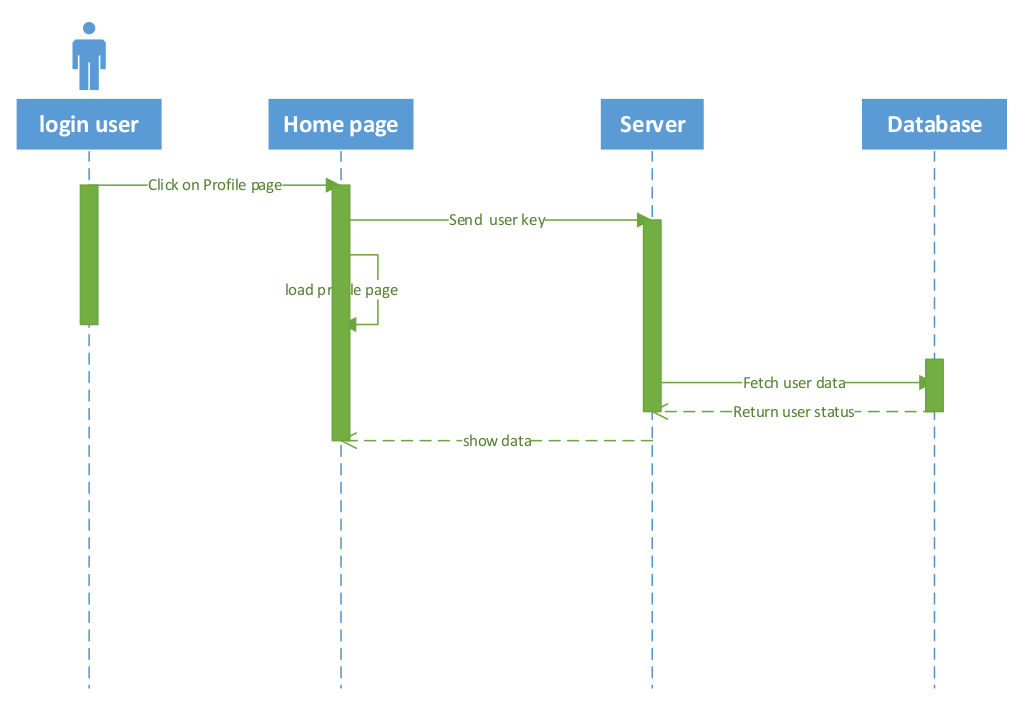 login user
Home page
Server
Database
Click on Profile page
Send user key
load profile page
Fetch user data
Return user status
show data